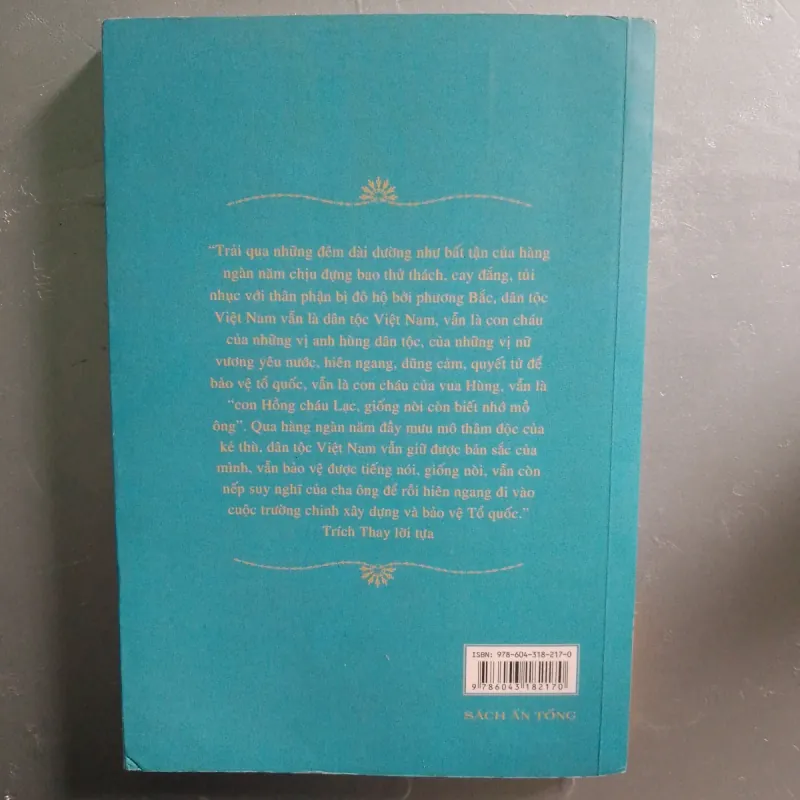 “Trải qua những đêm dài dường như bất tận của hàng
ngàn năm chịu đựng bao thử thách, cay đắng, tủi
nhục với thân phận bị đô hộ bởi phương Bắc, dân tộc
Việt Nam vẫn là dân tộc Việt Nam, vẫn là con cháu
của những vị anh hùng dân tộc, của những vị nữ
vương yêu nước, hiên ngang, dũng cảm, quyết tử để
bảo vệ tổ quốc, vẫn là con cháu của vua Hùng, vẫn là
“con Hồng cháu Lạc, giống nòi còn biết nhớ mồ
ông”. Qua hàng ngàn năm đầy mưu mô thâm độc của
kẻ thù, dân tộc Việt Nam vẫn giữ được bản sắc của
mình, vẫn bảo vệ được tiếng nói, giống nòi, vẫn còn
nếp suy nghĩ của cha ông để rồi hiên ngang đi vào
cuộc trường chinh xây dựng và bảo vệ Tổ quốc.”
Trích Thay lời tựa
ISBN: 978-604-318-217-0
9 786043 182170
SÁCH ẤN TỐNG